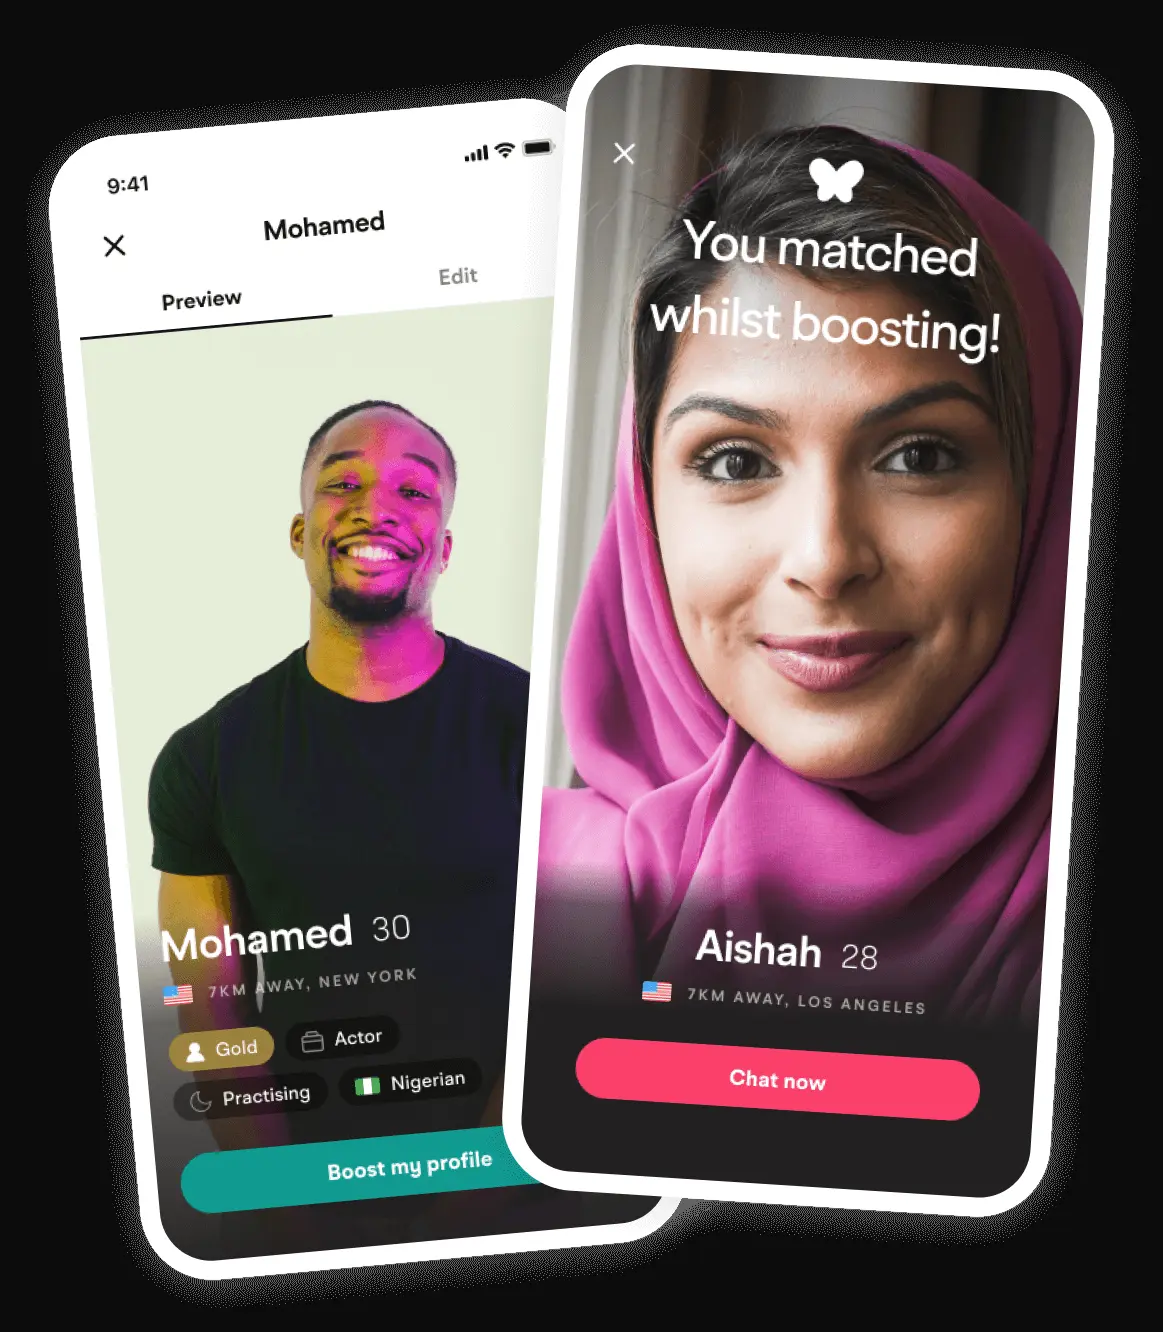 9:41
Mohamed
Preview
Edit
Mohamed 30
7KM AWAY, NEW YORK
Gold
Actor
Practising
Nigerian
Boost my profile
You matched
whilst boosting!
Aishah 28
7KM AWAY, LOS ANGELES
Chat now